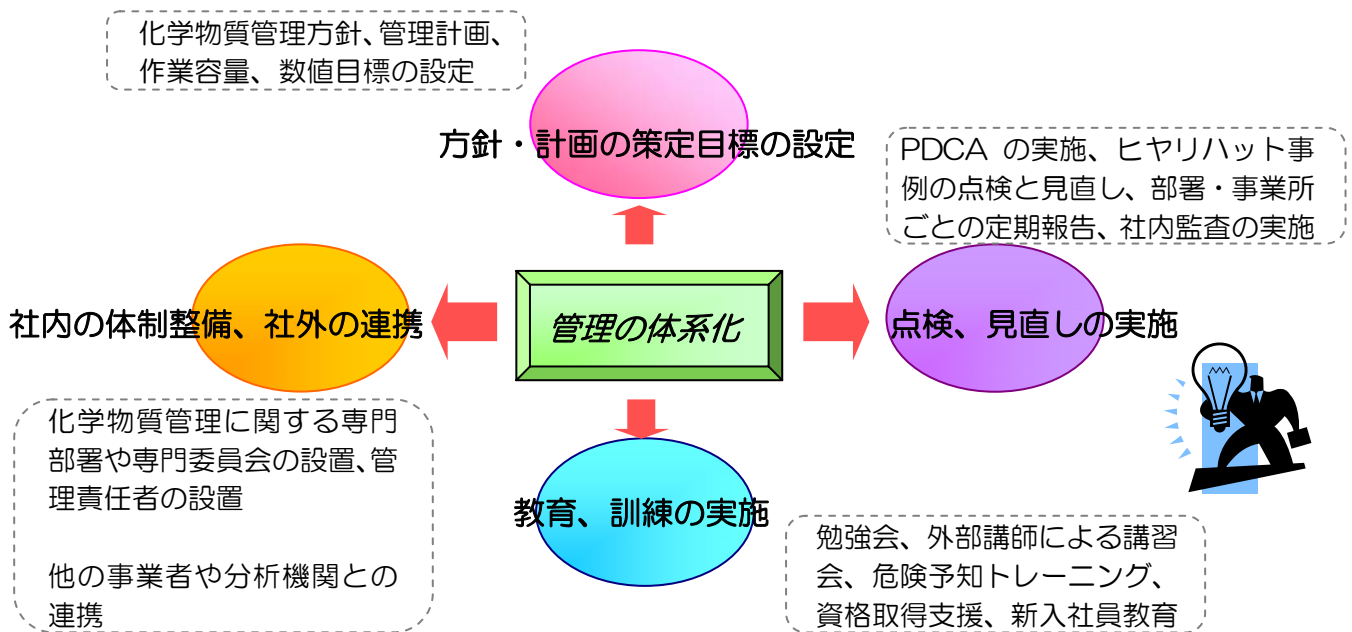 化学物質管理方針、管理計画、
作業容量、数値目標の設定
方針・計画の策定目標の設定
PDCA の実施、ヒヤリハット事
例の点検と見直し、部署・事業所
ごとの定期報告、社内監査の実施
社内の体制整備、社外の連携
管理の体系化
点検、見直しの実施
化学物質管理に関する専門
部署や専門委員会の設置、管
理責任者の設置
他の事業者や分析機関との
連携
教育、訓練の実施
勉強会、外部講師による講習
会、危険予知トレーニング、
資格取得支援、新入社員教育